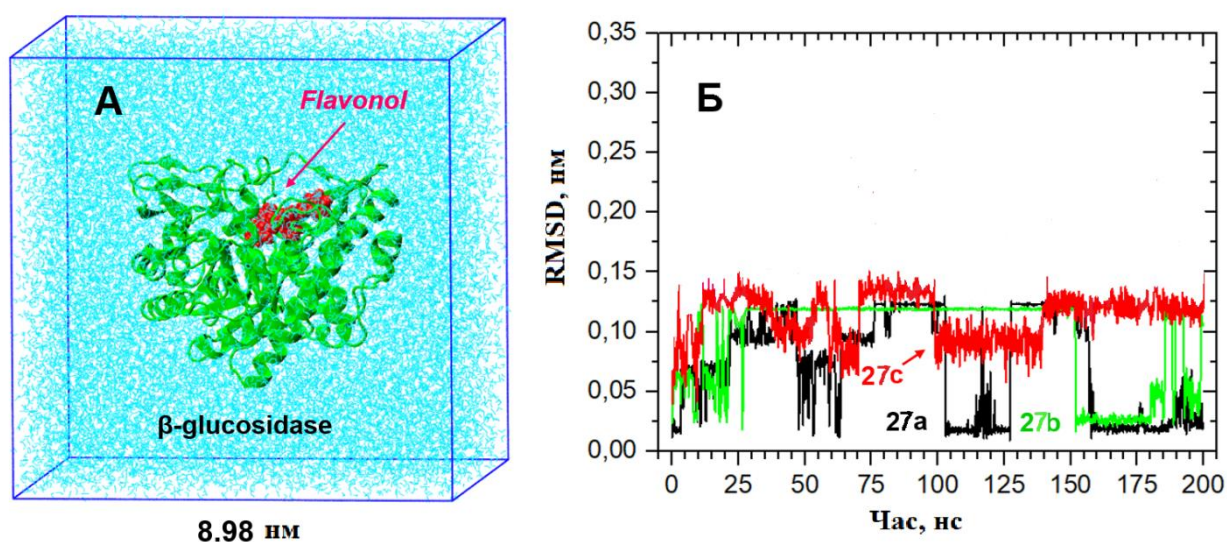 А
Flavonol
β-glucosidase
8.98 нм
Б
RMSD, нм
0,35
0,30
0,25
0,20
0,15
0,10
0,05
0,00
27c
27a
27b
0 25 50 75 100 125 150 175 200
Час, нс